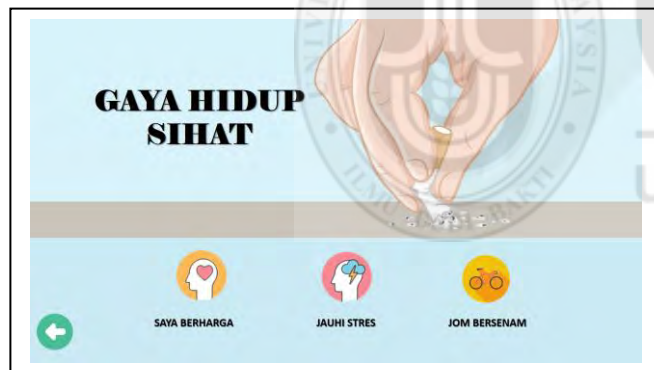 GAYA HIDUP
SIHAT
SAYA BERHARGA
JAUHI STRES
JOM BERSENAM